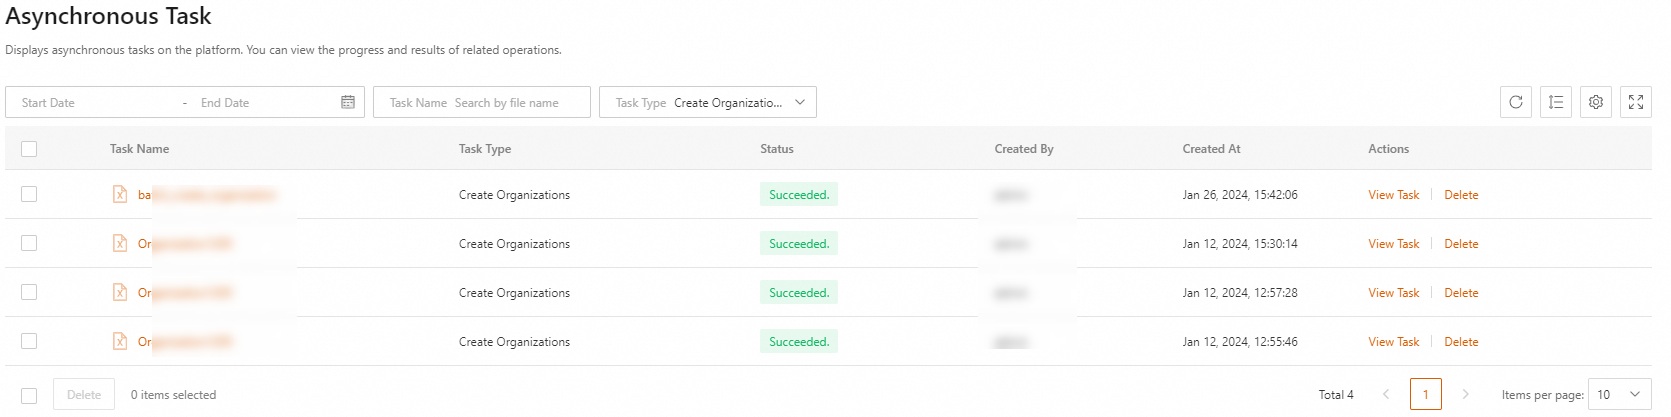 Asynchronous Task
Displays asynchronous tasks on the platform. You can view the progress and results of related operations.
Start Date - End Date Task Name Search by file name Task Type Create Organizatio...
Task Name Task Type Status Created By Created At Actions
Create Organizations Succeeded. Jan 26, 2024, 15:42:06 View Task Delete
Create Organizations Succeeded. Jan 12, 2024, 15:30:14 View Task Delete
Create Organizations Succeeded. Jan 12, 2024, 12:57:28 View Task Delete
Create Organizations Succeeded. Jan 12, 2024, 12:55:46 View Task Delete
Delete 0 items selected Total 4 1 Items per page: 10